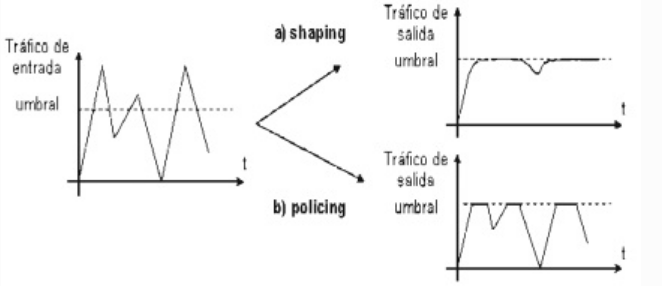 Tráfico de
entrada
umbral
t
a) shaping
b) policing
Tráfico de
salida
umbral
t
Tráfico de
salida
umbral
t